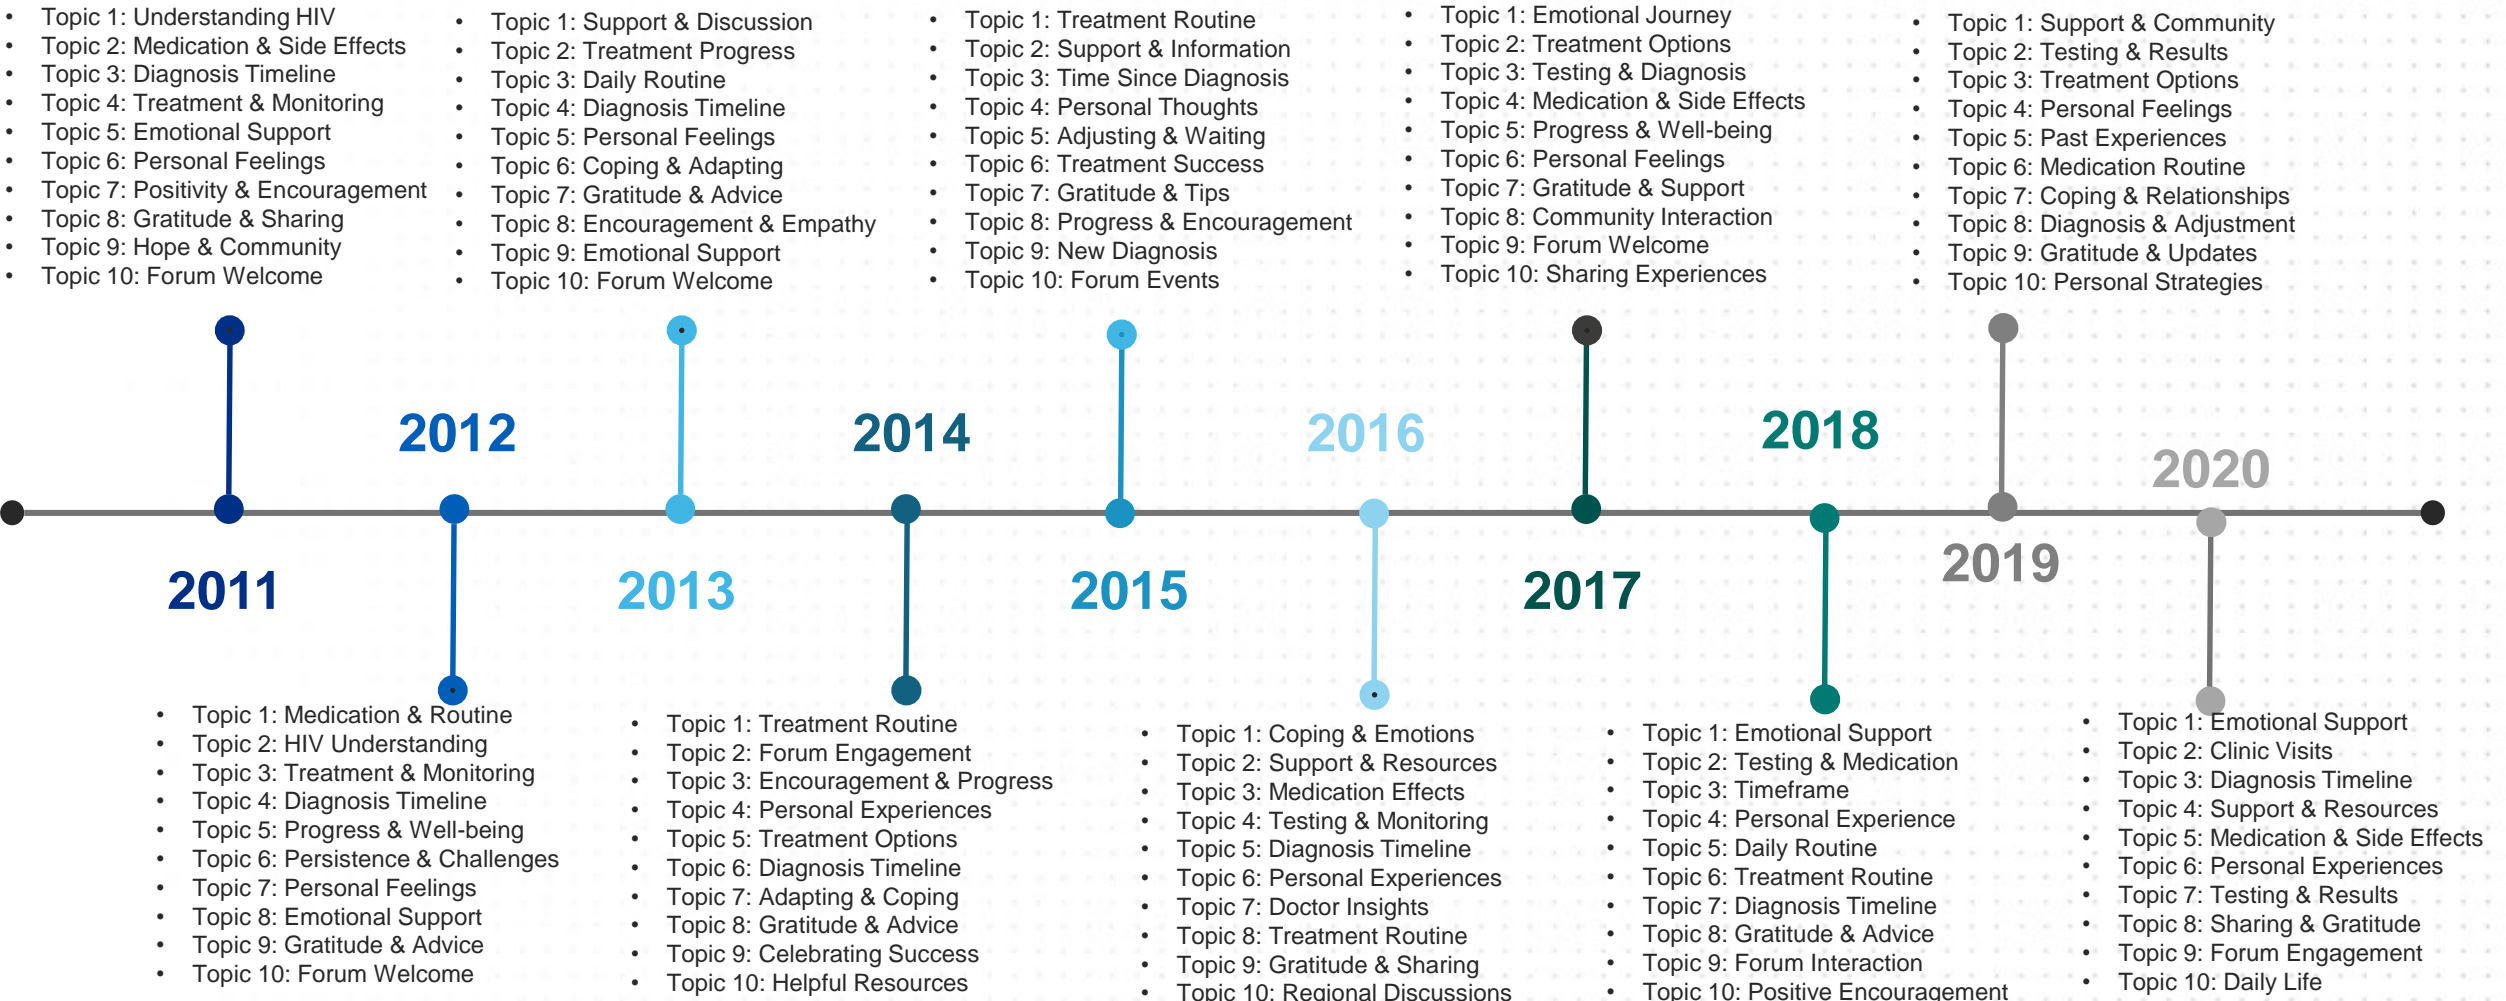 • Topic 1: Understanding HIV
• Topic 2: Medication & Side Effects
• Topic 3: Diagnosis Timeline
• Topic 4: Treatment & Monitoring
• Topic 5: Emotional Support
• Topic 6: Personal Feelings
• Topic 7: Positivity & Encouragement
• Topic 8: Gratitude & Sharing
• Topic 9: Hope & Community
• Topic 10: Forum Welcome
• Topic 1: Support & Discussion
• Topic 2: Treatment Progress
• Topic 3: Daily Routine
• Topic 4: Diagnosis Timeline
• Topic 5: Personal Feelings
• Topic 6: Coping & Adapting
• Topic 7: Gratitude & Advice
• Topic 8: Encouragement & Empathy
• Topic 9: Emotional Support
• Topic 10: Forum Welcome
• Topic 1: Treatment Routine
• Topic 2: Support & Information
• Topic 3: Time Since Diagnosis
• Topic 4: Personal Thoughts
• Topic 5: Adjusting & Waiting
• Topic 6: Treatment Success
• Topic 7: Gratitude & Tips
• Topic 8: Progress & Encouragement
• Topic 9: New Diagnosis
• Topic 10: Forum Events
• Topic 1: Emotional Journey
• Topic 2: Treatment Options
• Topic 3: Testing & Diagnosis
• Topic 4: Medication & Side Effects
• Topic 5: Progress & Well-being
• Topic 6: Personal Feelings
• Topic 7: Gratitude & Support
• Topic 8: Community Interaction
• Topic 9: Forum Welcome
• Topic 10: Sharing Experiences
• Topic 1: Support & Community
• Topic 2: Testing & Results
• Topic 3: Treatment Options
• Topic 4: Personal Feelings
• Topic 5: Past Experiences
• Topic 6: Medication Routine
• Topic 7: Coping & Relationships
• Topic 8: Diagnosis & Adjustment
• Topic 9: Gratitude & Updates
• Topic 10: Personal Strategies
2012
2014
2016
2018
2020
2011
2013
2015
2017
2019
• Topic 1: Medication & Routine
• Topic 2: HIV Understanding
• Topic 3: Treatment & Monitoring
• Topic 4: Diagnosis Timeline
• Topic 5: Progress & Well-being
• Topic 6: Persistence & Challenges
• Topic 7: Personal Feelings
• Topic 8: Emotional Support
• Topic 9: Gratitude & Advice
• Topic 10: Forum Welcome
• Topic 1: Treatment Routine
• Topic 2: Forum Engagement
• Topic 3: Encouragement & Progress
• Topic 4: Personal Experiences
• Topic 5: Treatment Options
• Topic 6: Diagnosis Timeline
• Topic 7: Adapting & Coping
• Topic 8: Gratitude & Advice
• Topic 9: Celebrating Success
• Topic 10: Helpful Resources
• Topic 1: Coping & Emotions
• Topic 2: Support & Resources
• Topic 3: Medication Effects
• Topic 4: Testing & Monitoring
• Topic 5: Diagnosis Timeline
• Topic 6: Personal Experiences
• Topic 7: Doctor Insights
• Topic 8: Treatment Routine
• Topic 9: Gratitude & Sharing
• Topic 10: Regional Discussions
• Topic 1: Emotional Support
• Topic 2: Testing & Medication
• Topic 3: Timeframe
• Topic 4: Personal Experience
• Topic 5: Daily Routine
• Topic 6: Treatment Routine
• Topic 7: Diagnosis Timeline
• Topic 8: Gratitude & Advice
• Topic 9: Forum Interaction
• Topic 10: Positive Encouragement
• Topic 1: Emotional Support
• Topic 2: Clinic Visits
• Topic 3: Diagnosis Timeline
• Topic 4: Support & Resources
• Topic 5: Medication & Side Effects
• Topic 6: Personal Experiences
• Topic 7: Testing & Results
• Topic 8: Sharing & Gratitude
• Topic 9: Forum Engagement
• Topic 10: Daily Life